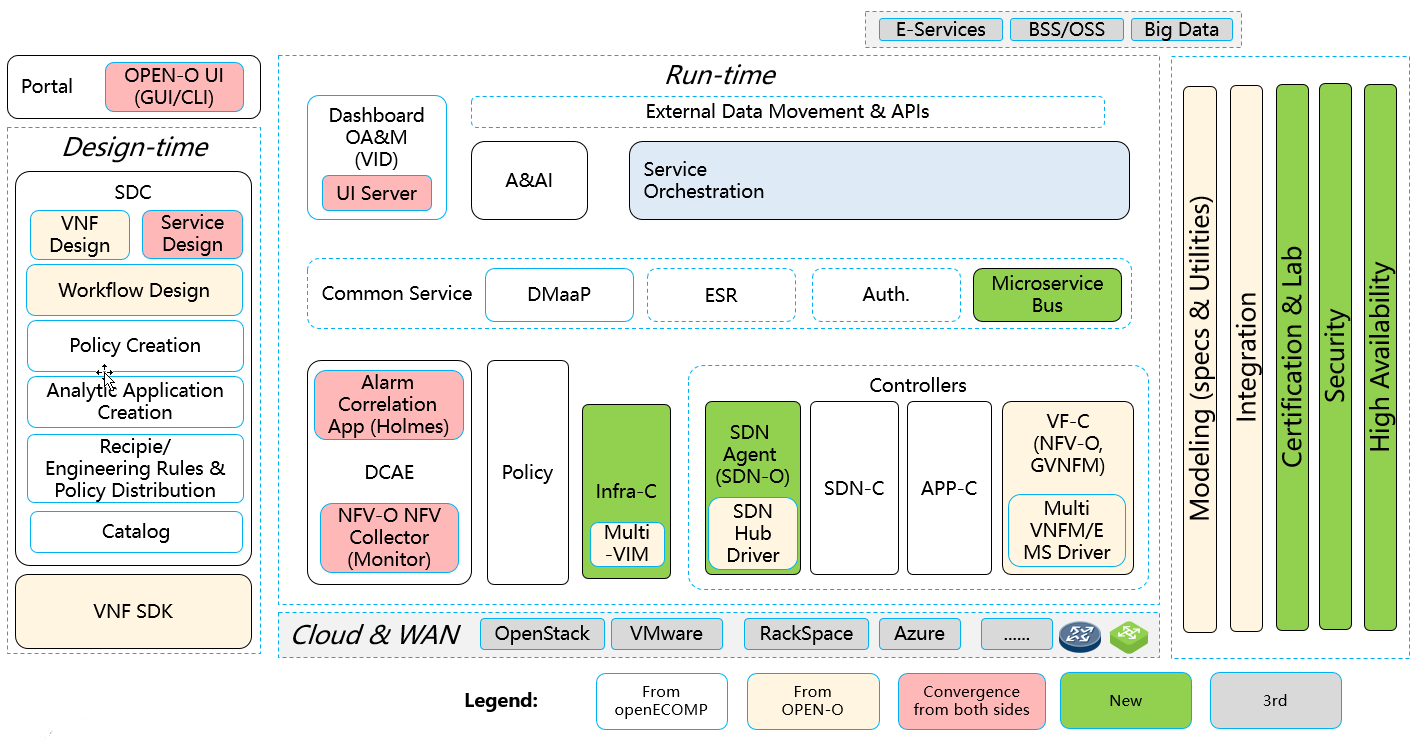 E-Services
BSS/OSS
Big Data
Portal
OPEN-O UI
(GUI/CLI)
Design-time
SDC
VNF
Design
Service
Design
Workflow Design
Policy Creation
Analytic Application
Creation
Recipie/
Engineering Rules &
Policy Distribution
Catalog
VNF SDK
Run-time
Dashboard
OA&M
(VID)
UI Server
External Data Movement & APIs
A&AI
Service
Orchestration
Common Service
DMaaP
ESR
Auth.
Microservice
Bus
Alarm
Correlation
App (Holmes)
DCAE
NFV-O NFV
Collector
(Monitor)
Policy
Infra-C
Multi
-VIM
Controllers
SDN
Agent
(SDN-O)
SDN
Hub
Driver
SDN-C
APP-C
VF-C
(NFV-O,
GVNFM)
Multi
VNFM/E
MS Driver
Cloud & WAN
OpenStack
VMware
RackSpace
Azure
......
Modeling (specs & Utilities)
Integration
Certification & Lab
Security
High Availability
Legend:
From
openECOMP
From
OPEN-O
Convergence
from both sides
New
3rd